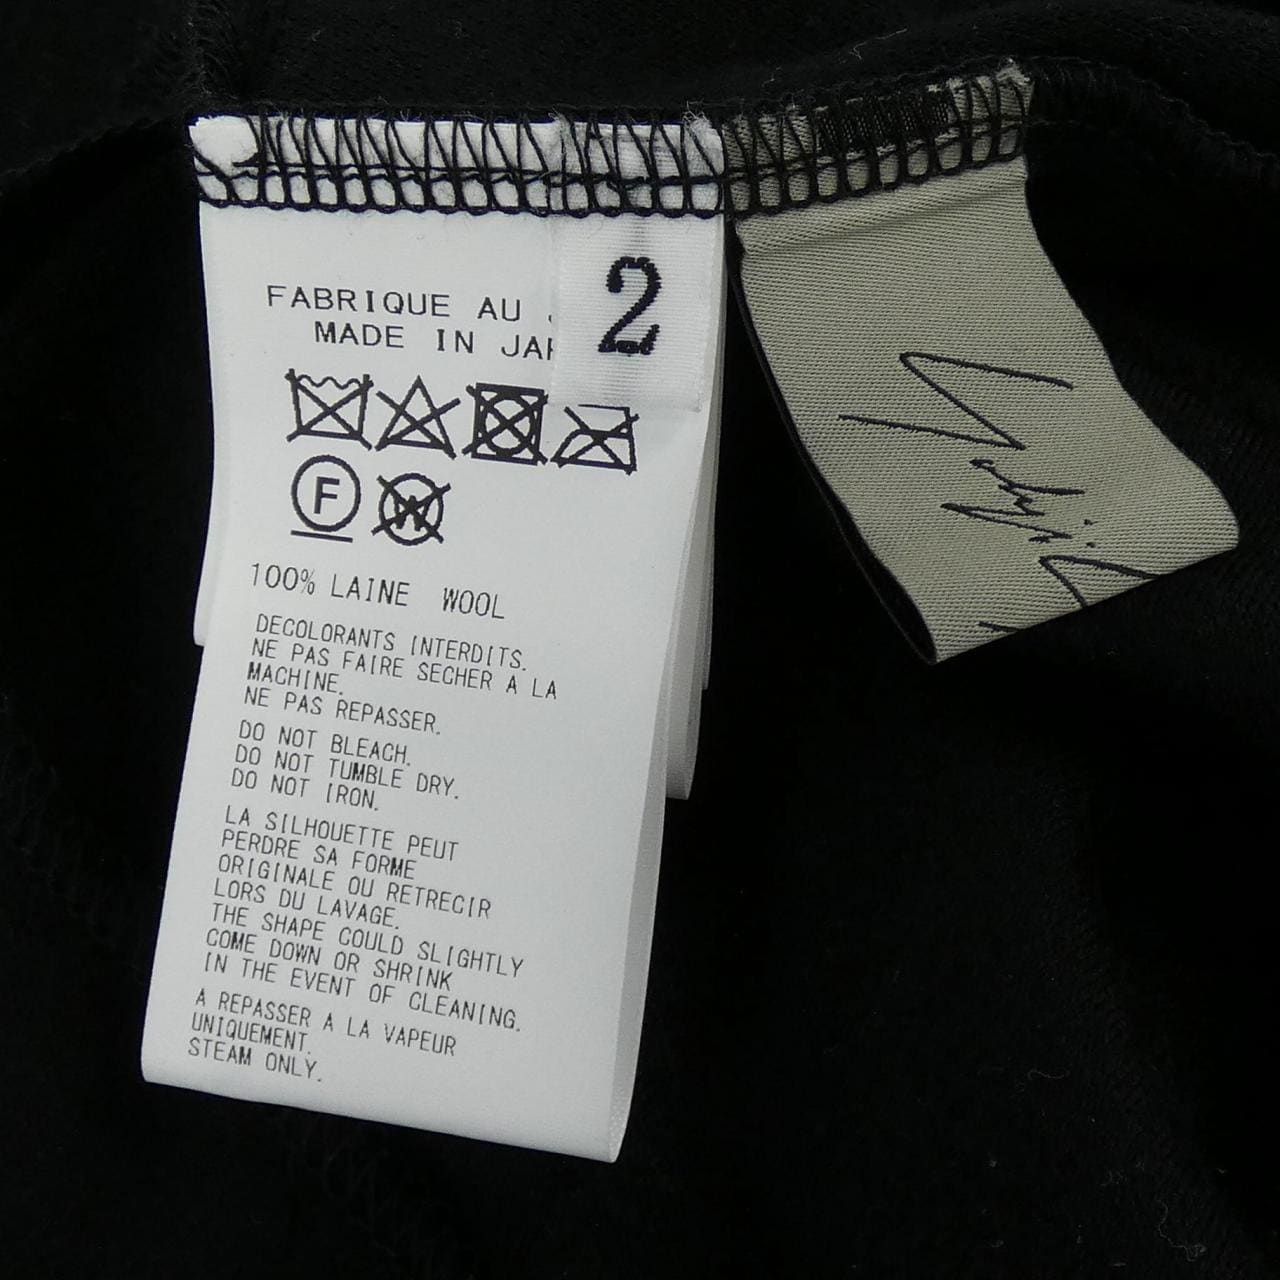 FABRIQUE AU
MADE IN JAP
2
F
W
100% LAINE WOOL
DECOLORANTS INTERDITS.
NE PAS FAIRE SECHER A LA
MACHINE.
NE PAS REPASSER.
DO NOT BLEACH.
DO NOT TUMBLE DRY.
DO NOT IRON.
LA SILHOUETTE PEUT
PERDRE SA FORME
ORIGINALE OU RETRECIR
LORS DU LAVAGE.
THE SHAPE COULD SLIGHTLY
COME DOWN OR SHRINK
IN THE EVENT OF CLEANING.
A REPASSER A LA VAPEUR
UNIQUEMENT.
STEAM ONLY.